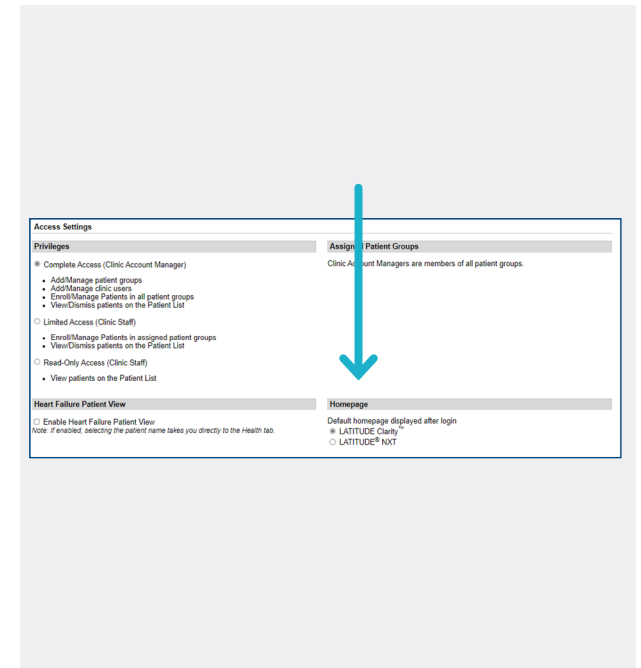 Access Settings
Privileges
Complete Access (Clinic Account Manager)
• Add/Manage patient groups
• Add/Manage clinic users
• Enroll/Manage Patients in all patient groups
• View/Dismiss patients on the Patient List
Limited Access (Clinic Staff)
• Enroll/Manage Patients in assigned patient groups
• View/Dismiss patients on the Patient List
Read-Only Access (Clinic Staff)
• View patients on the Patient List
Assigned Patient Groups
Clinic Account Managers are members of all patient groups.
Heart Failure Patient View
Enable Heart Failure Patient View
Note: If enabled, selecting the patient name takes you directly to the Health tab.
Homepage
Default homepage displayed after login
LATITUDE Clarity™
LATITUDE® NXT